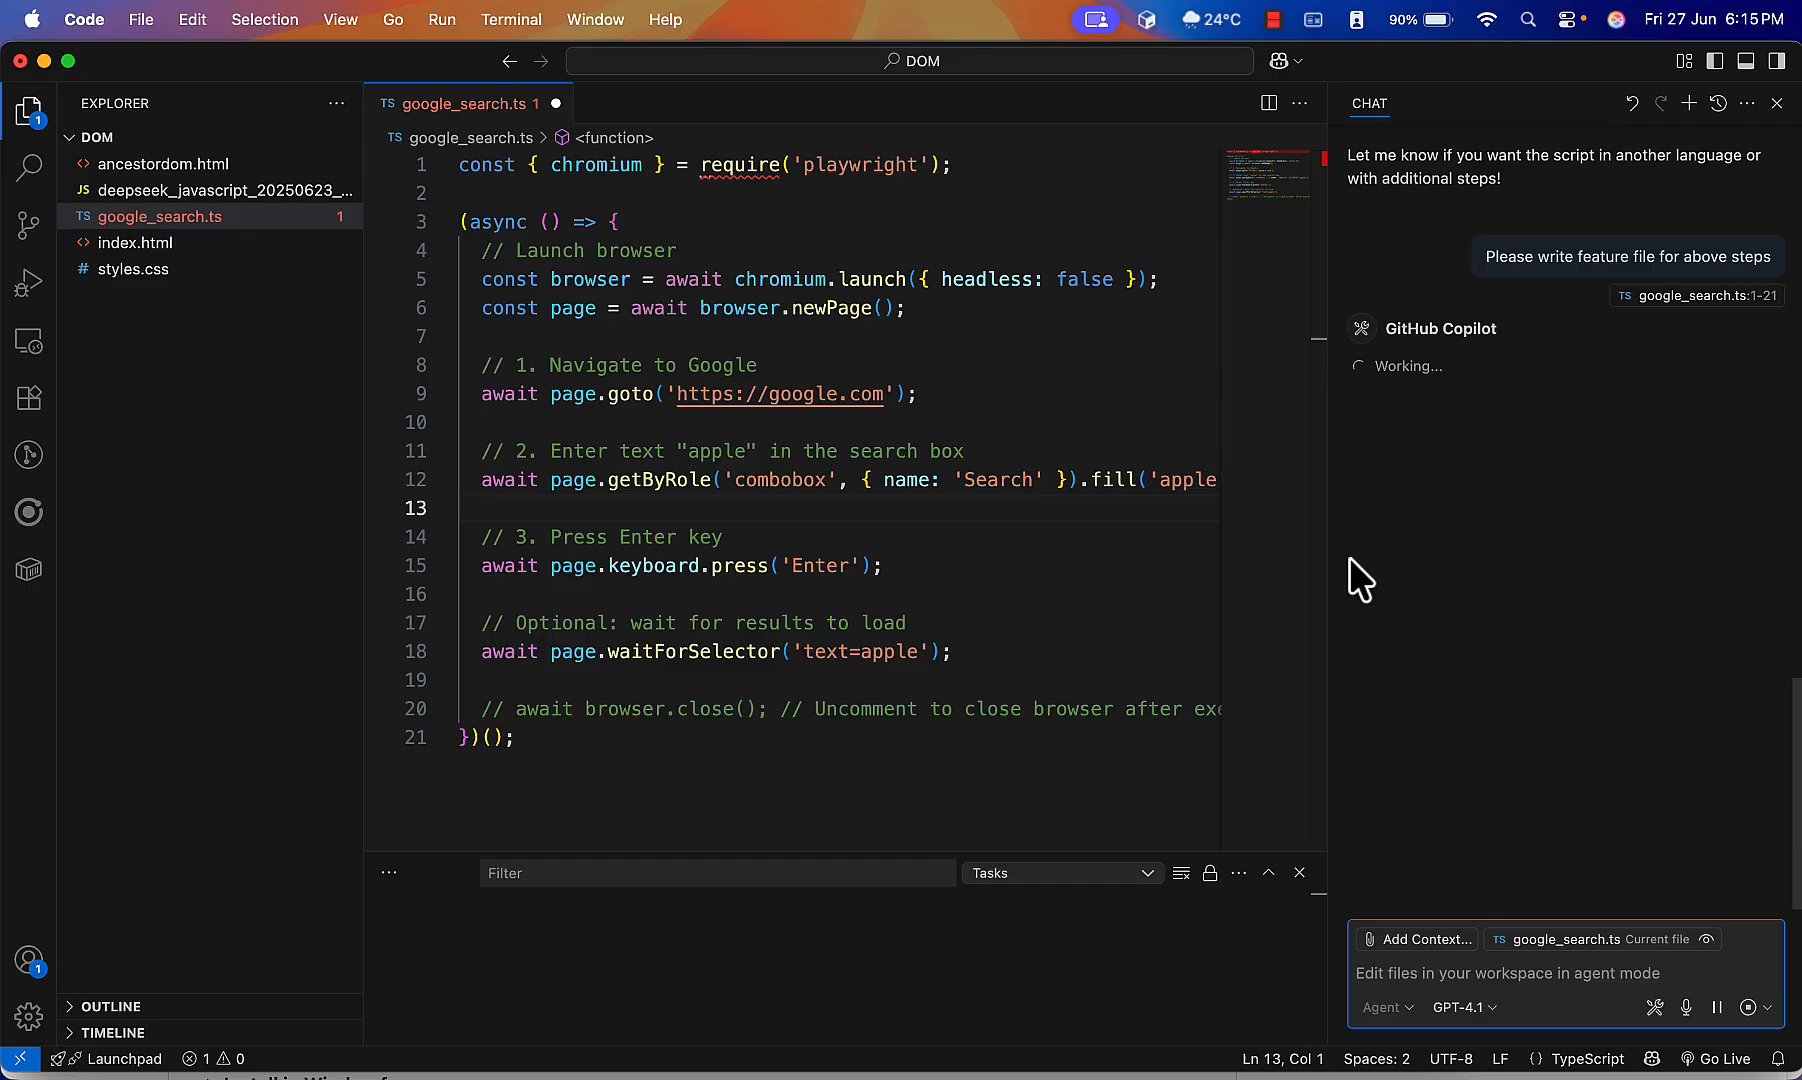 Code File Edit Selection View Go Run Terminal Window Help 24°C 90% Fri 27 Jun 6:15 PM
DOM
EXPLORER
1
DOM
ancestordom.html
JS deepseek_javascript_20250623_...
TS google_search.ts 1
index.html
# styles.css
TS google_search.ts 1
TS google_search.ts > <function>
1 const { chromium } = require('playwright');
2
3 (async () => {
4 // Launch browser
5 const browser = await chromium.launch({ headless: false });
6 const page = await browser.newPage();
7
8 // 1. Navigate to Google
9 await page.goto('https://google.com');
10
11 // 2. Enter text "apple" in the search box
12 await page.getByRole('combobox', { name: 'Search' }).fill('apple'
13
14 // 3. Press Enter key
15 await page.keyboard.press('Enter');
16
17 // Optional: wait for results to load
18 await page.waitForSelector('text=apple');
19
20 // await browser.close(); // Uncomment to close browser after exe
21 })();
Filter
Tasks
CHAT
Let me know if you want the script in another language or
with additional steps!
Please write feature file for above steps
TS google_search.ts:1-21
GitHub Copilot
Working...
Add Context... TS google_search.ts Current file
Edit files in your workspace in agent mode
Agent GPT-4.1
1
OUTLINE
TIMELINE
Launchpad 1 0 Ln 13, Col 1 Spaces: 2 UTF-8 LF {} TypeScript Go Live